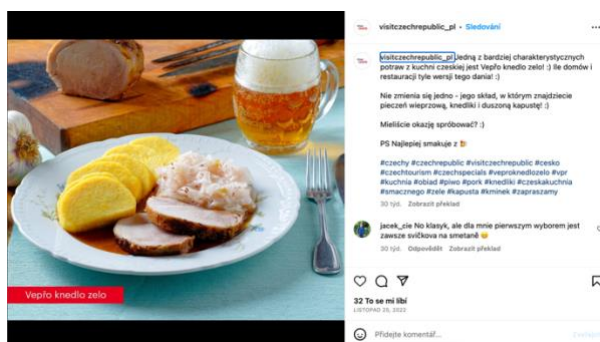 visitczechrepublic_pl • Sledování
visitczechrepublic_pl Jedną z bardziej charakterystycznych
potraw z kuchni czeskiej jest Vepřo knedlo zelo! :) Ile domów i
restauracji tyle wersji tego dania! :)
Nie zmienia się jedno - jego skład, w którym znajdziecie
pieczeń wieprzową, knedliki i duszoną kapustę! :)
Mieliście okazję spróbować? :)
PS Najlepiej smakuje z 🍺
#czechy #czechrepublic #visitczechrepublic #cesko
#czechtourism #czechspecials #veproknedlozelo #vpr
#kuchnia #obiad #piwo #pork #knedliki #czeskakuchnia
#smacznego #zele #kapusta #kminek #zapraszamy
30 týd. Zobrazit překlad
jacek_cie No klasyk, ale dla mnie pierwszym wyborem jest
zawsze svíčkova na smetaně 😄
30 týd. Odpovědět Zobrazit překlad
Vepřo knedlo zelo
32 To se mi líbí
LISTOPAD 25, 2022
Přidejte komentář...